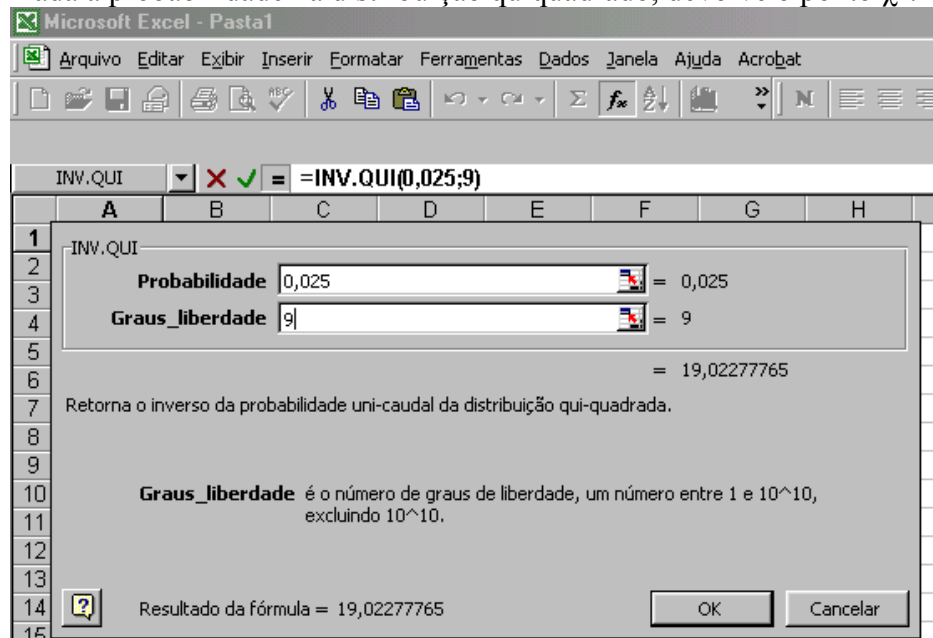 Microsoft Excel - Pasta1
Arquivo Editar Exibir Inserir Formatar Ferramentas Dados Janela Ajuda Acrobat
N
INV.QUI = =INV.QUI(0,025;9)
A B C D E F G H
1
INV.QUI
2
Probabilidade 0,025 = 0,025
3
4
Graus_liberdade 9 = 9
5
6
= 19,02277765
7
Retorna o inverso da probabilidade uni-caudal da distribuição qui-quadrada.
8
9
10
Graus_liberdade é o número de graus de liberdade, um número entre 1 e 10^10,
11
excluindo 10^10.
12
13
14
? Resultado da fórmula = 19,02277765 OK Cancelar
15